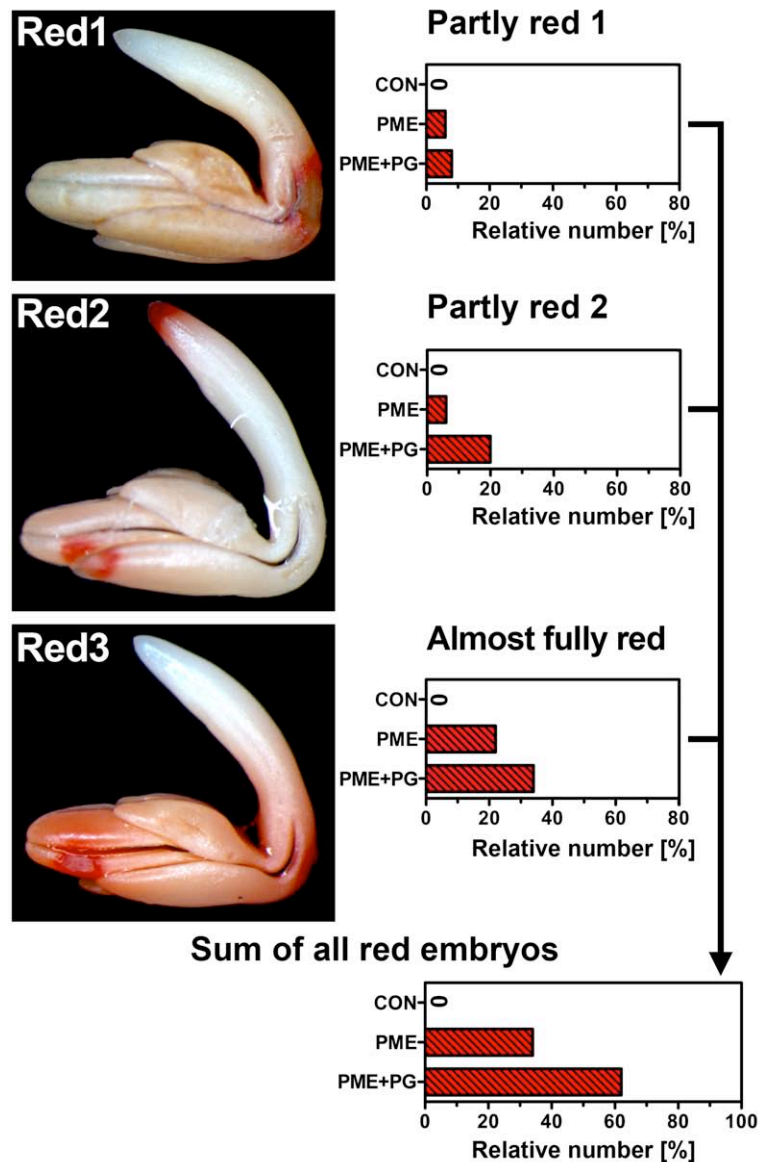 Red1
Partly red 1
CON
0
PME
PME+PG
0 20 40 60 80
Relative number [%]
Red2
Partly red 2
CON
0
PME
PME+PG
0 20 40 60 80
Relative number [%]
Red3
Almost fully red
CON
0
PME
PME+PG
0 20 40 60 80
Relative number [%]
Sum of all red embryos
CON
0
PME
PME+PG
0 20 40 60 80 100
Relative number [%]